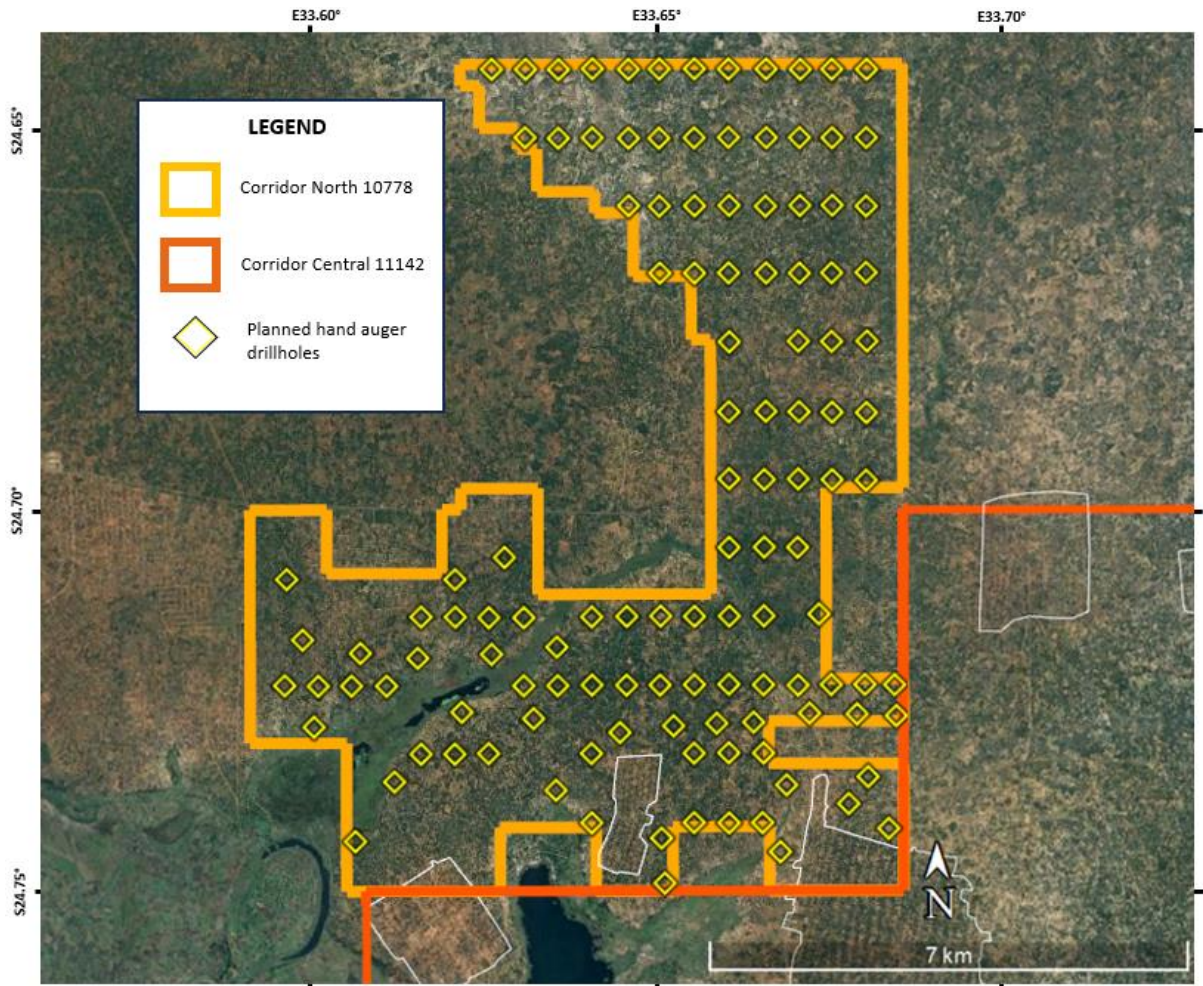 E33.60° E33.65° E33.70°
S24.65°
S24.70°
S24.75°
LEGEND
Corridor North 10778
Corridor Central 11142
Planned hand auger
drillholes
N
7 km